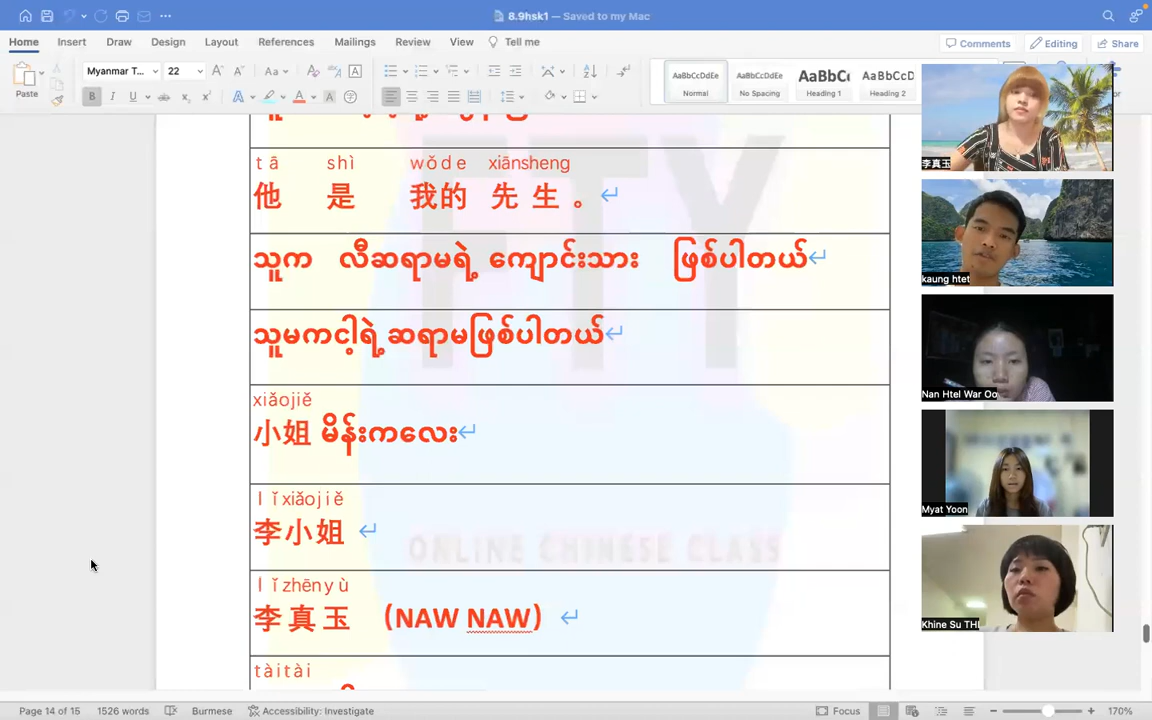 8.9hsk1 — Saved to my Mac
Home Insert Draw Design Layout References Mailings Review View Tell me
Comments Editing Share
Paste
Myanmar T... 22
AaBbCcDdEe AaBbCcDdEe AaBbCc AaBbCcD
Normal No Spacing Heading 1 Heading 2
tā shì wǒde xiānsheng
他 是 我的 先 生 。
သူက လီဆရာမရဲ့ ကျောင်းသား ဖြစ်ပါတယ်
သူမကငါ့ရဲ့ဆရာမဖြစ်ပါတယ်
xiǎojiě
小姐 မိန်းကလေး
lǐxiǎojiě
李小姐
lǐzhēnyù
李真玉 (NAW NAW)
tàitài
FTY
ONLINE CHINESE CLASS
李真玉
kaung htet
Nan Htel War Oo
Myat Yoon
Khine Su THI
Page 14 of 15 1526 words Burmese Accessibility: Investigate Focus 170%